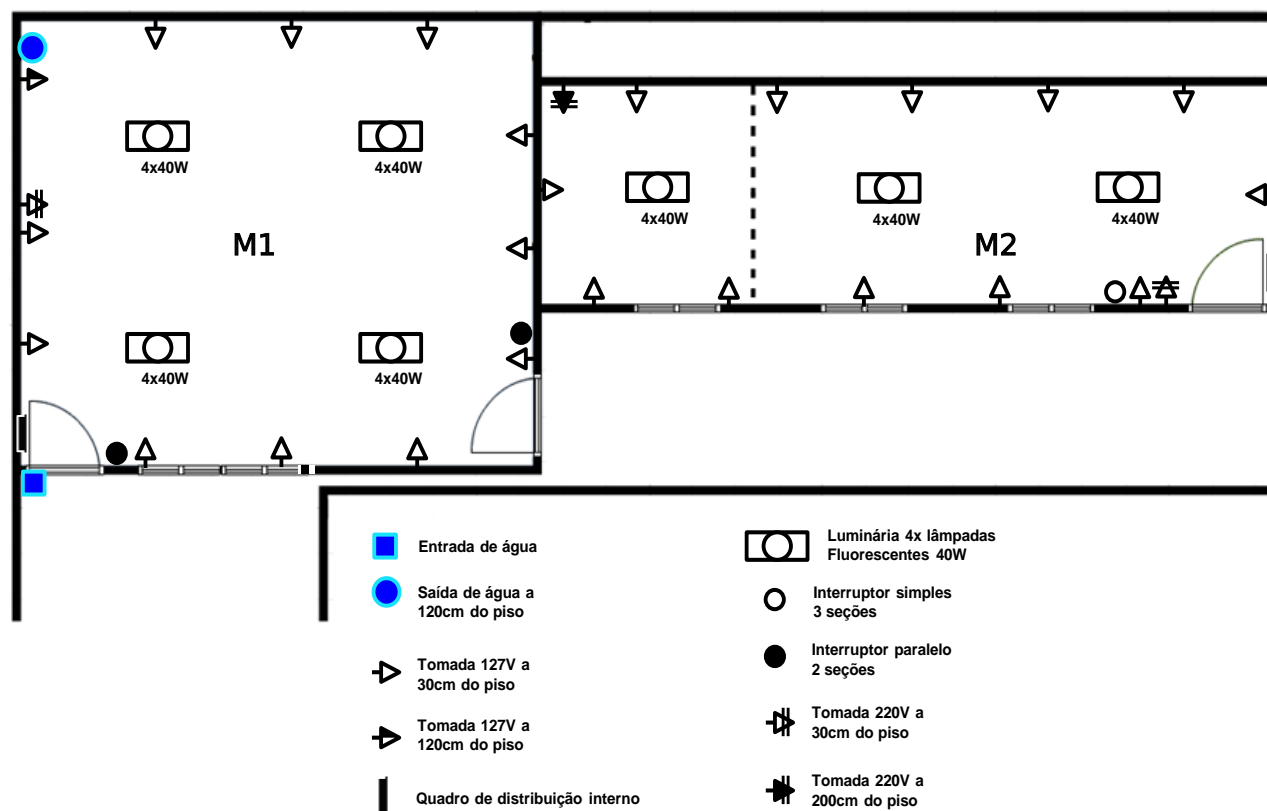 4x40W
4x40W
4x40W
4x40W
4x40W
M1
M2
4x40W
4x40W
Entrada de água
Saída de água a
120cm do piso
Tomada 127V a
30cm do piso
Tomada 127V a
120cm do piso
Quadro de distribuição interno
Luminária 4x lâmpadas
Fluorescentes 40W
Interruptor simples
3 seções
Interruptor paralelo
2 seções
Tomada 220V a
30cm do piso
Tomada 220V a
200cm do piso